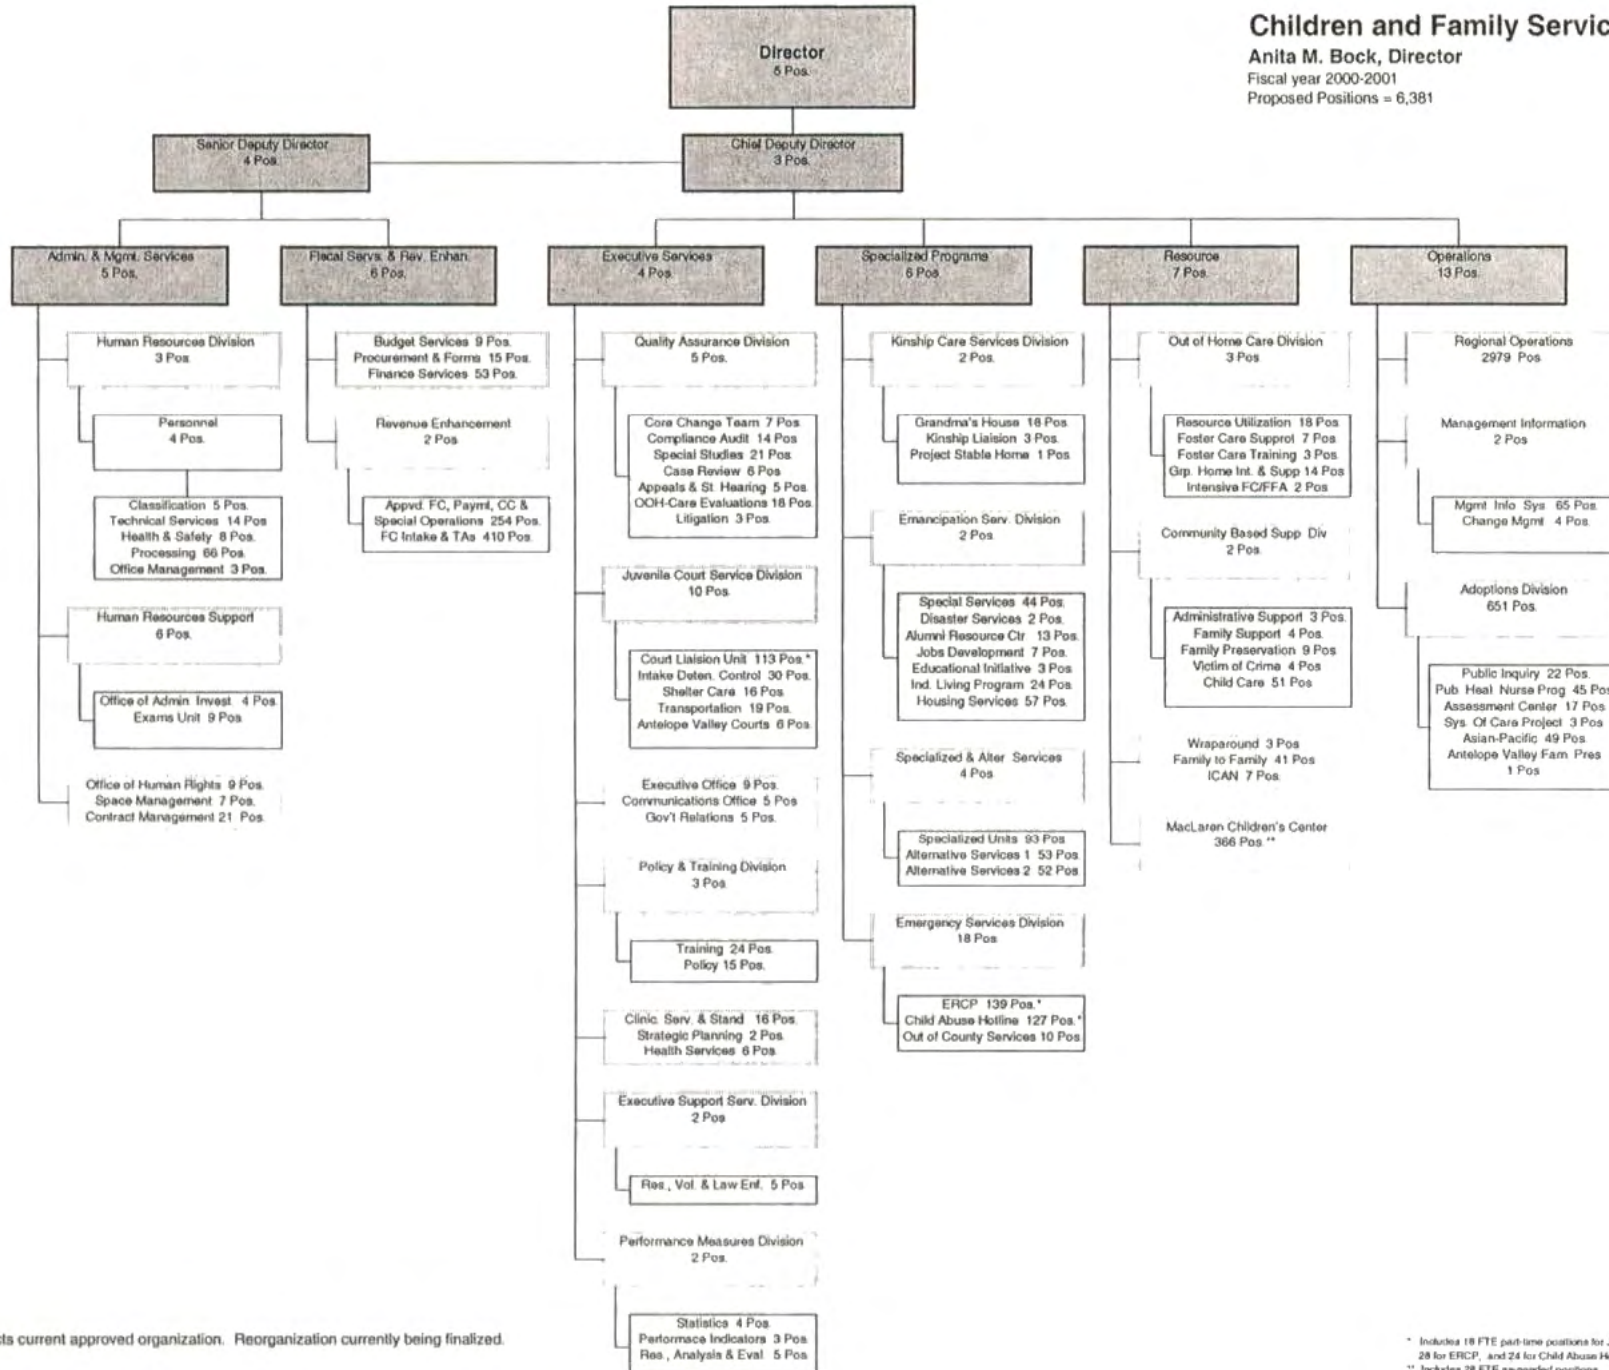 Children and Family Servic
Anita M. Bock, Director
Fiscal year 2000-2001
Proposed Positions = 6,381
Director
5 Pos.
Senior Deputy Director
4 Pos.
Chief Deputy Director
3 Pos.
Admin. & Mgmt. Services
5 Pos.
Fiscal Servs. & Rev. Enhan.
6 Pos.
Executive Services
4 Pos.
Specialized Programs
6 Pos.
Resource
7 Pos.
Operations
13 Pos.
Human Resources Division
3 Pos.
Personnel
4 Pos.
Classification 5 Pos.
Technical Services 14 Pos
Health & Safety 8 Pos.
Processing 66 Pos.
Office Management 3 Pos.
Human Resources Support
6 Pos.
Office of Admin. Invest. 4 Pos.
Exams Unit 9 Pos
Office of Human Rights 9 Pos.
Space Management 7 Pos.
Contract Management 21 Pos.
Budget Services 9 Pos.
Procurement & Forms 15 Pos.
Finance Services 53 Pos.
Revenue Enhancement
2 Pos.
Appvd. FC, Paymt, CC &
Special Operations 254 Pos.
FC Intake & TAs 410 Pos.
Quality Assurance Division
5 Pos.
Core Change Team 7 Pos.
Compliance Audit 14 Pos
Special Studies 21 Pos.
Case Review 6 Pos
Appeals & St. Hearing 5 Pos.
OOH-Care Evaluations 18 Pos.
Litigation 3 Pos.
Juvenile Court Service Division
10 Pos.
Court Liaision Unit 113 Pos.*
Intake Deten. Control 30 Pos.
Shelter Care 16 Pos.
Transportation 19 Pos.
Antelope Valley Courts 6 Pos.
Executive Office 9 Pos.
Communications Office 5 Pos
Gov't Relations 5 Pos.
Policy & Training Division
3 Pos.
Training 24 Pos.
Policy 15 Pos.
Clinic. Serv. & Stand 16 Pos.
Strategic Planning 2 Pos.
Health Services 6 Pos.
Executive Support Serv. Division
2 Pos
Res., Vol. & Law Enf. 5 Pos
Performance Measures Division
2 Pos.
Statistics 4 Pos.
Performace Indicators 3 Pos.
Res., Analysis & Eval 5 Pos.
Kinship Care Services Division
2 Pos.
Grandma's House 18 Pos.
Kinship Liaision 3 Pos.
Project Stable Home 1 Pos
Emancipation Serv. Division
2 Pos.
Special Services 44 Pos.
Disaster Services 2 Pos.
Alumni Resource Ctr 13 Pos.
Jobs Development 7 Pos.
Educational Initiative 3 Pos.
Ind. Living Program 24 Pos
Housing Services 57 Pos.
Specialized & Alter Services
4 Pos.
Specialized Units 93 Pos
Alternative Services 1 53 Pos.
Alternative Services 2 52 Pos.
Emergency Services Division
18 Pos
ERCP 139 Pos.*
Child Abuse Hotline 127 Pos.*
Out of County Services 10 Pos
Out of Home Care Division
3 Pos
Resource Utilization 18 Pos.
Foster Care Supprot 7 Pos
Foster Care Training 3 Pos.
Grp. Home Int. & Supp 14 Pos
Intensive FC/FFA 2 Pos
Community Based Supp Div
2 Pos.
Administrative Support 3 Pos.
Family Support 4 Pos.
Family Preservation 9 Pos
Victim of Crime 4 Pos
Child Care 51 Pos
Wraparound 3 Pos
Family to Family 41 Pos
ICAN 7 Pos.
MacLaren Children's Center
366 Pos.**
Regional Operations
2979 Pos
Management Information
2 Pos
Mgmt Info Sys 65 Pos.
Change Mgmt 4 Pos.
Adoptions Division
651 Pos.
Public Inquiry 22 Pos.
Pub. Heal Nurse Prog 45 Pos
Assessment Center 17 Pos
Sys. Of Care Project 3 Pos
Asian-Pacific 49 Pos.
Antelope Valley Fam Pres
1 Pos
cts current approved organization. Reorganization currently being finalized.
* Includes 18 FTE part-time positions for
28 for ERCP, and 24 for Child Abuse H
** Includes 28 FTE positions